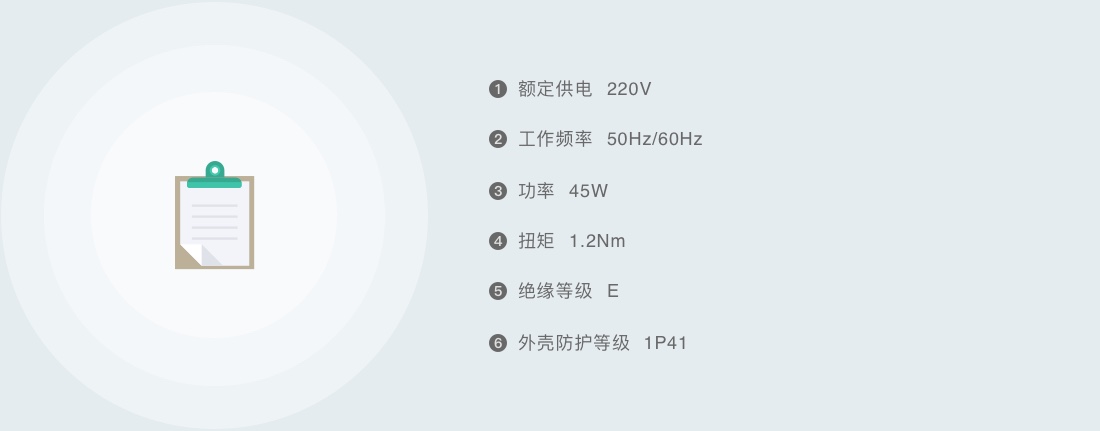 1 额定供电 220V
2 工作频率 50Hz/60Hz
3 功率 45W
4 扭矩 1.2Nm
5 绝缘等级 E
6 外壳防护等级 1P41